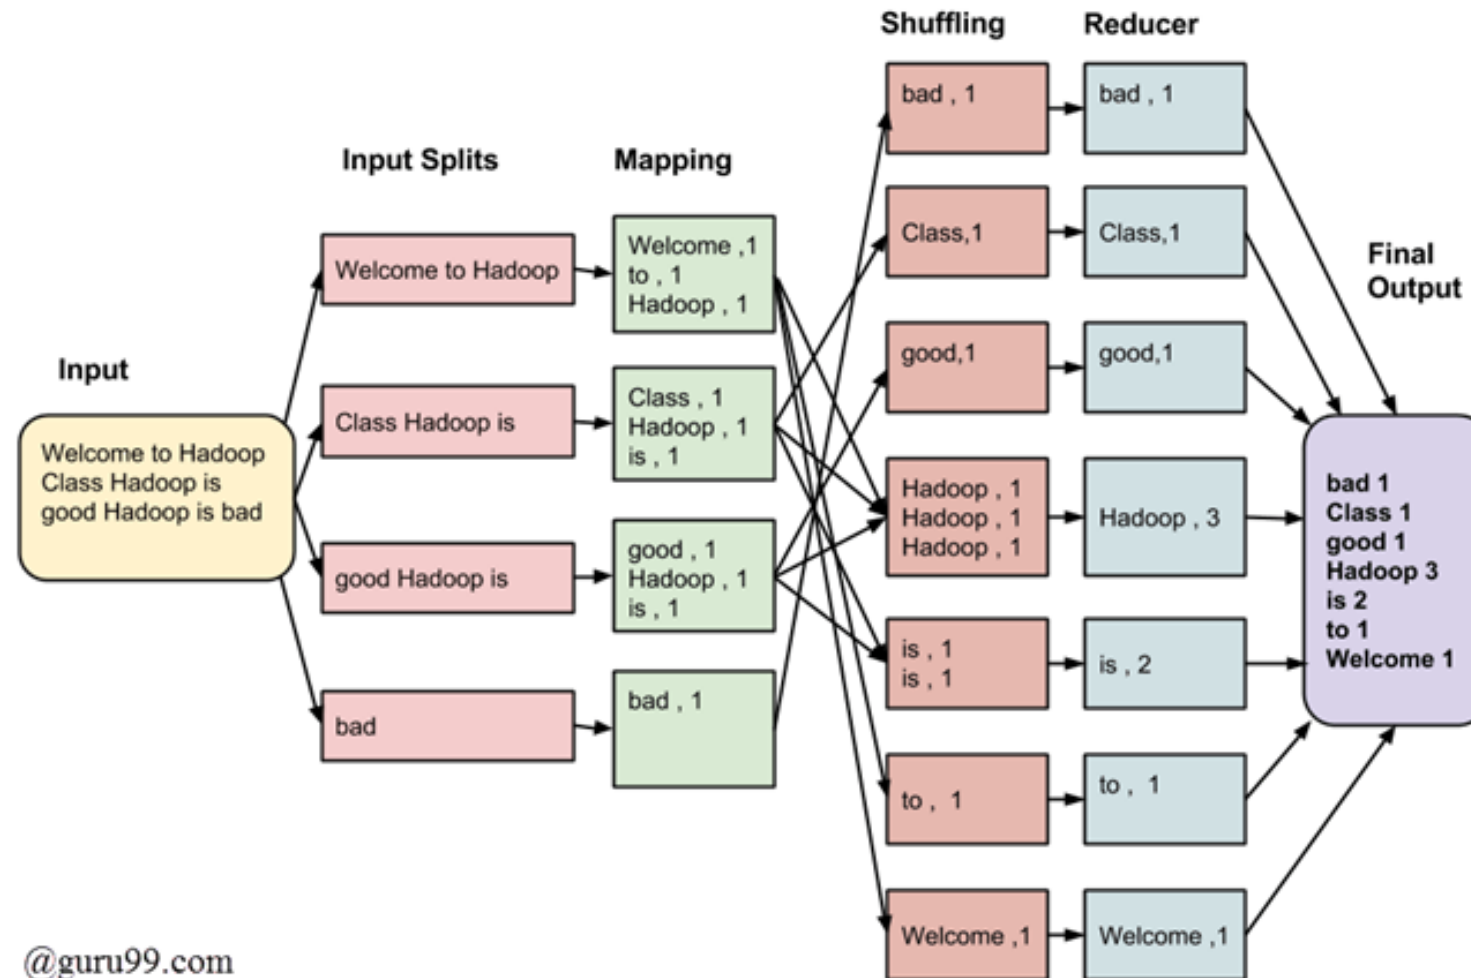 Shuffling
Reducer
Input Splits
Mapping
Final
Output
Input
Welcome to Hadoop
Class Hadoop is
good Hadoop is bad
Welcome to Hadoop
Class Hadoop is
good Hadoop is
bad
Welcome ,1
to , 1
Hadoop , 1
Class , 1
Hadoop , 1
is , 1
good , 1
Hadoop , 1
is , 1
bad , 1
bad , 1
Class,1
good,1
Hadoop , 1
Hadoop , 1
Hadoop , 1
is , 1
is , 1
to , 1
Welcome ,1
bad , 1
Class,1
good,1
Hadoop , 3
is , 2
to , 1
Welcome ,1
bad 1
Class 1
good 1
Hadoop 3
is 2
to 1
Welcome 1
@guru99.com